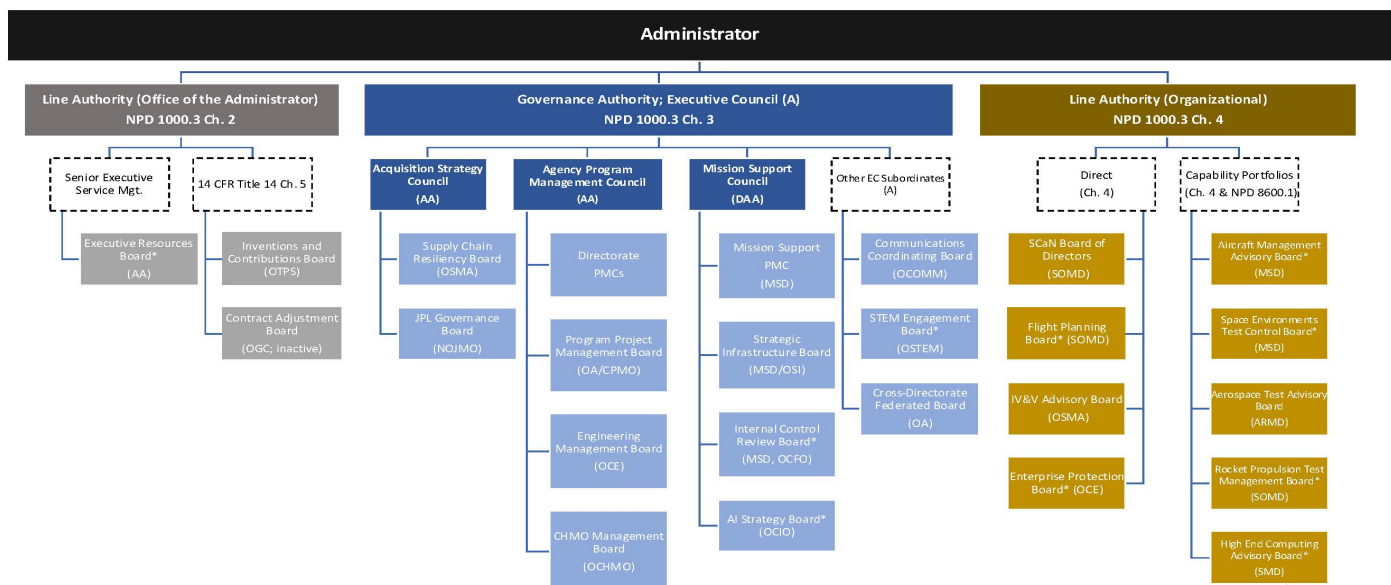 Administrator
Line Authority (Office of the Administrator)
NPD 1000.3 Ch. 2
Governance Authority; Executive Council (A)
NPD 1000.3 Ch. 3
Line Authority (Organizational)
NPD 1000.3 Ch. 4
Senior Executive
Service Mgt.
14 CFR Title 14 Ch. 5
Acquisition Strategy
Council
(AA)
Agency Program
Management Council
(AA)
Mission Support
Council
(DAA)
Other EC Subordinates
(A)
Direct
(Ch. 4)
Capability Portfolios
(Ch. 4 & NPD 8600.1)
Executive Resources
Board*
(AA)
Inventions and
Contributions Board
(OTPS)
Contract Adjustment
Board
(OGC; inactive)
Supply Chain
Resiliency Board
(OSMA)
JPL Governance
Board
(NOJMO)
Directorate
PMCs
Program Project
Management Board
(OA/CPMO)
Engineering
Management Board
(OCE)
CHMO Management
Board
(OCHMO)
Mission Support
PMC
(MSD)
Strategic
Infrastructure Board
(MSD/OSI)
Internal Control
Review Board*
(MSD, OCFO)
AI Strategy Board*
(OCIO)
Communications
Coordinating Board
(OCOMM)
STEM Engagement
Board*
(OSTEM)
Cross-Directorate
Federated Board
(OA)
SCaN Board of
Directors
(SOMD)
Flight Planning
Board* (SOMD)
IV&V Advisory Board
(OSMA)
Enterprise Protection
Board* (OCE)
Aircraft Management
Advisory Board*
(MSD)
Space Environments
Test Control Board*
(MSD)
Aerospace Test Advisory
Board
(ARMD)
Rocket Propulsion Test
Management Board*
(SOMD)
High End Computing
Advisory Board*
(SMD)